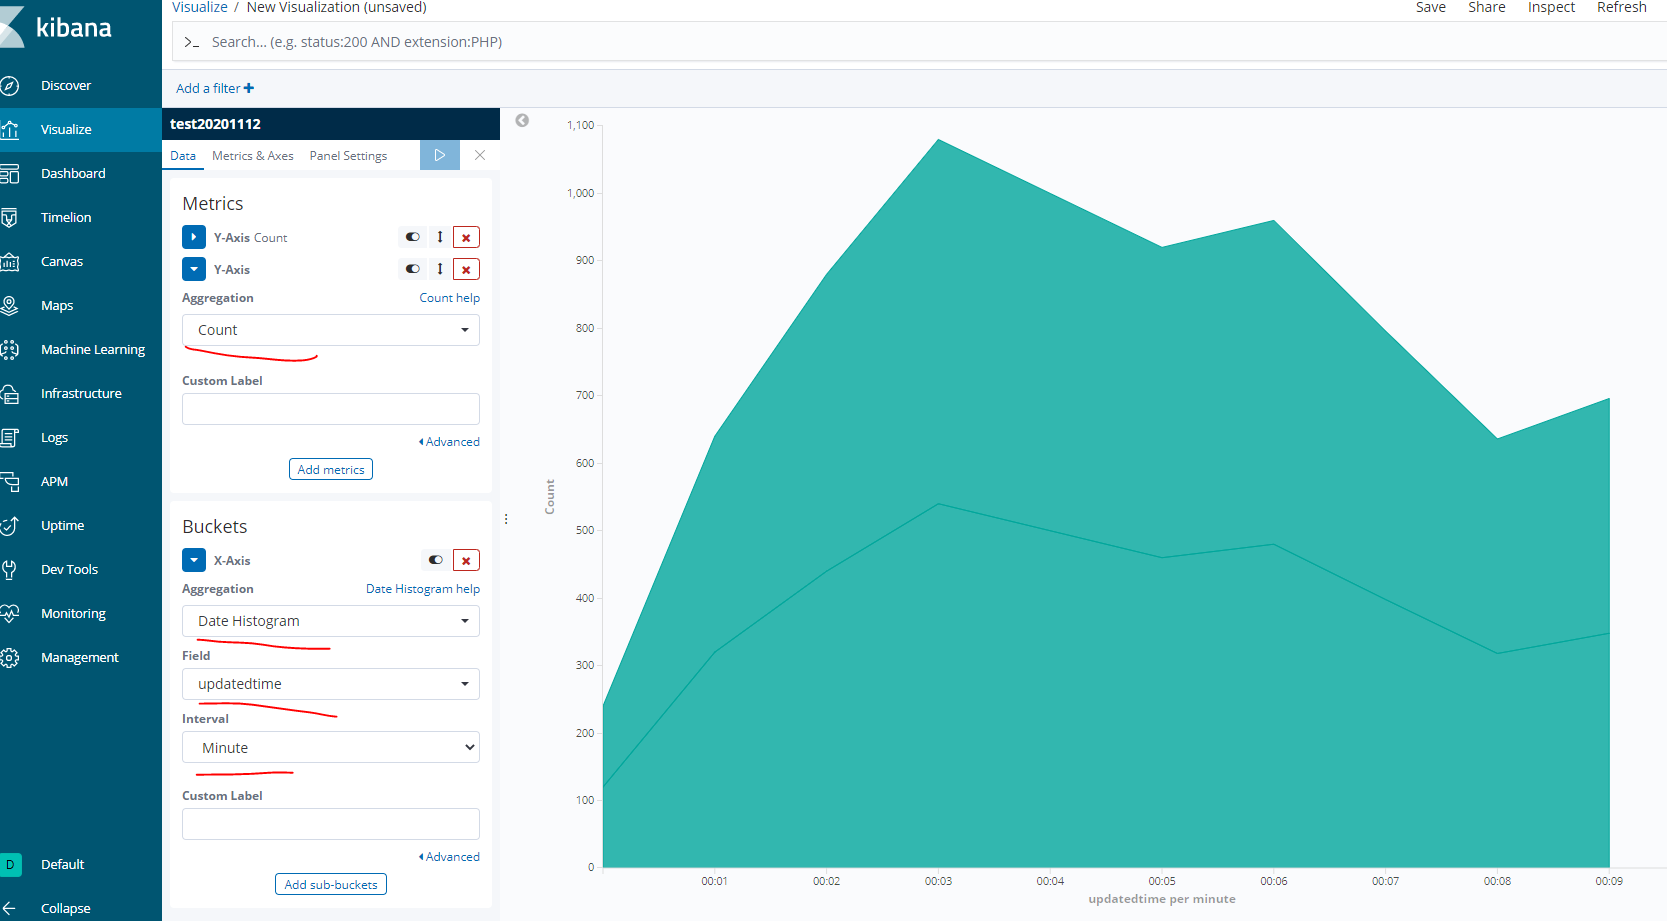 Visualize / New Visualization (unsaved)
Save Share Inspect Refresh
kibana
>_ Search... (e.g. status:200 AND extension:PHP)
Add a filter +
Discover
Visualize
Dashboard
Timelion
Canvas
Maps
Machine Learning
Infrastructure
Logs
APM
Uptime
Dev Tools
Monitoring
Management
D Default
Collapse
test20201112
Data Metrics & Axes Panel Settings
Metrics
Y-Axis Count
Y-Axis
Aggregation Count help
Count
Custom Label
Advanced
Add metrics
Buckets
X-Axis
Aggregation Date Histogram help
Date Histogram
Field
updatedtime
Interval
Minute
Custom Label
Advanced
Add sub-buckets
1,100
1,000
900
800
700
600
500
400
300
200
100
0
Count
00:01 00:02 00:03 00:04 00:05 00:06 00:07 00:08 00:09
updatedtime per minute